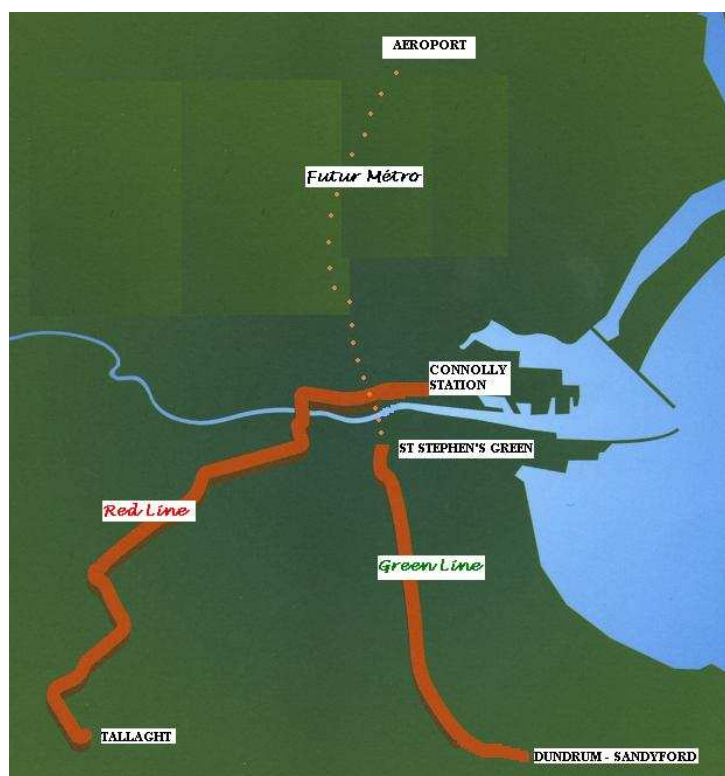 AEROPORT
Futur Métro
CONNOLLY
STATION
ST STEPHEN'S GREEN
Red Line
Green Line
TALLAGHT
DUNDRUM - SANDYFORD